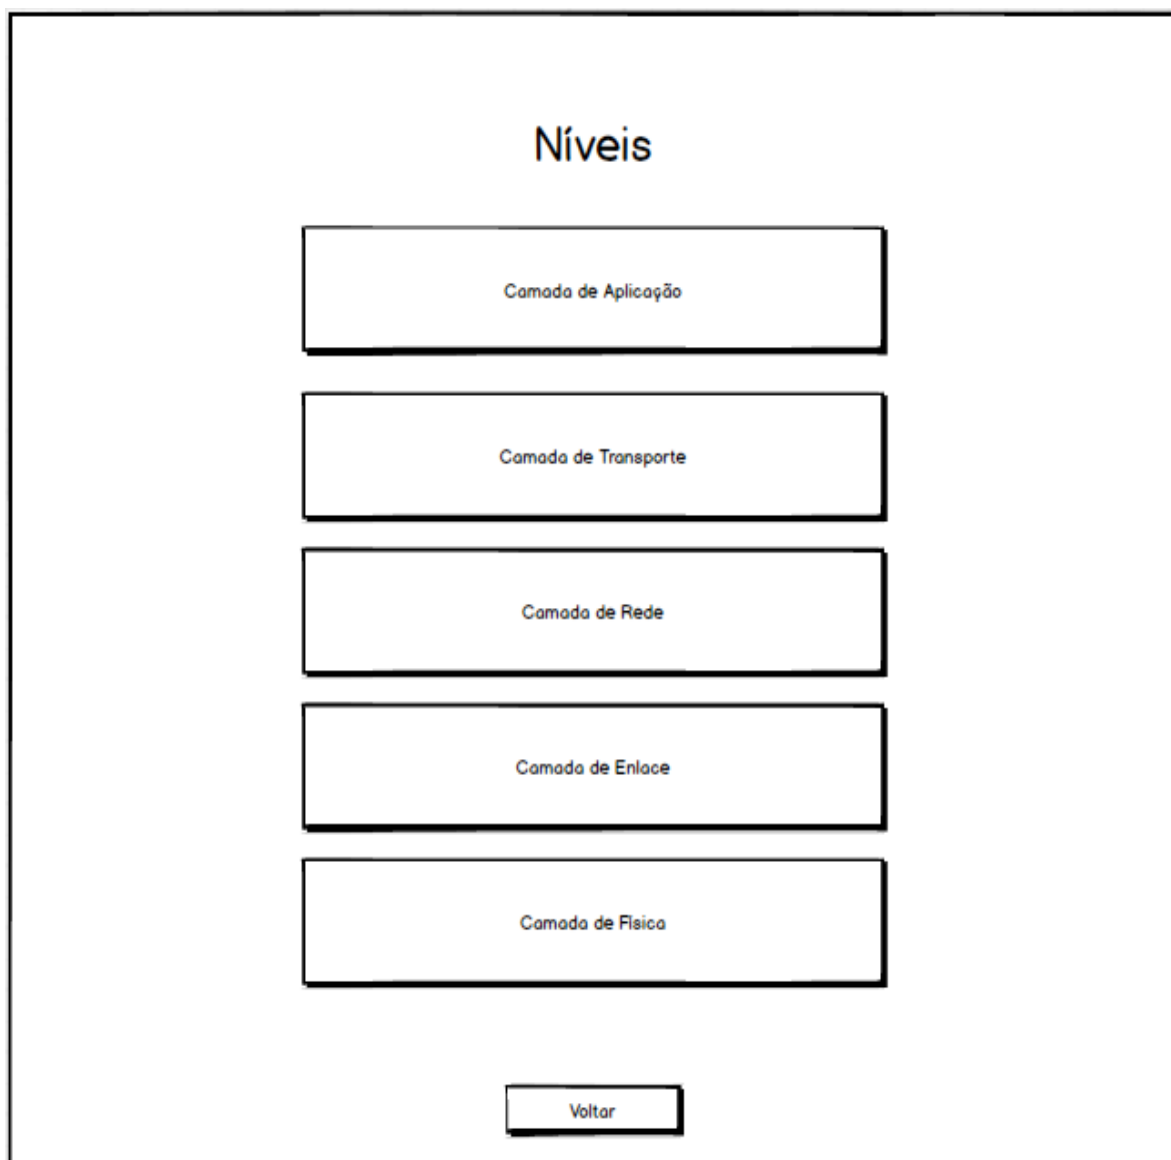 Níveis
Camada de Aplicação
Camada de Transporte
Camada de Rede
Camada de Enlace
Camada de Física
Voltar